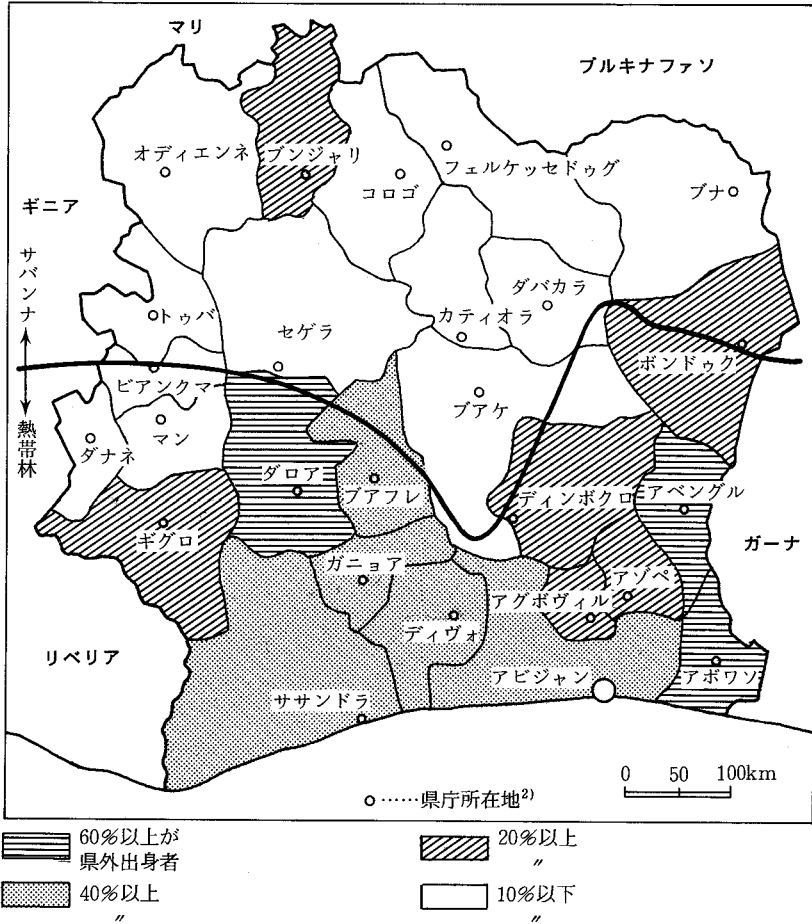 マリ
ブルキナファソ
オディエンネ
ブンジャリ
コロゴ
フェルケッセドゥグ
ブナ
ギニア
サバンナ
熱帯林
トゥバ
セゲラ
カティオラ
ダバカラ
ビアンクマ
ボンドゥク
マン
ダナネ
ブアケ
ダロア
ブアフレ
ディンボクロ
アベングル
ギグロ
ガーナ
ガニョア
アゾペ
アグボヴィル
ディヴォ
リベリア
アビジャン
アボワソ
ササンドラ
0 50 100km
……県庁所在地2)
60%以上が
県外出身者
20%以上
〃
40%以上
〃
10%以下
〃